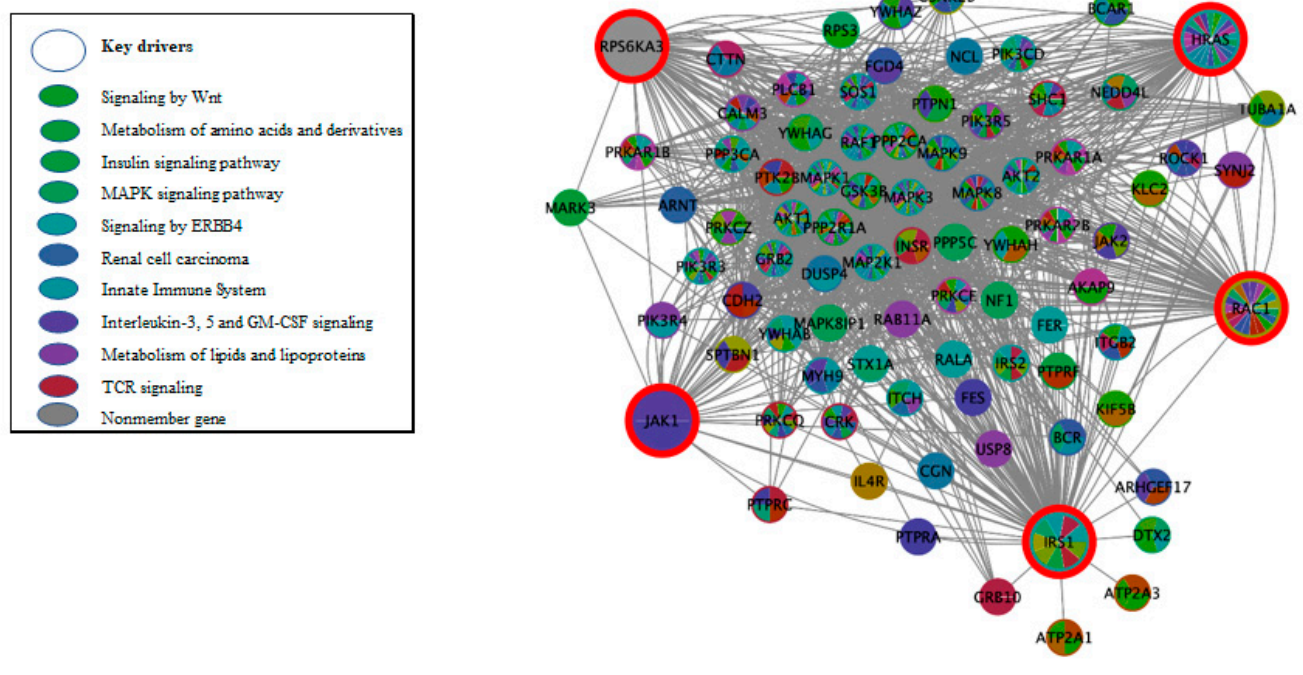 Key drivers
Signaling by Wnt
Metabolism of amino acids and derivatives
Insulin signaling pathway
MAPK signaling pathway
Signaling by ERBB4
Renal cell carcinoma
Innate Immune System
Interleukin-3, 5 and GM-CSF signaling
Metabolism of lipids and lipoproteins
TCR signaling
Nonmember gene
YWHAZ
BCAR1
RPS3
RPS6KA3
HRAS
CTTN
FGD4
NCL
PIK3CD
PLCB1
SOS1
PTPN1
SHC1
NEDD4L
TUBA1A
CALM3
YWHAG
PIK3R5
PRKAR1B
PPP3CA
RAF1
PPP2CA
MAPK9
PRKAR1A
ROCK1
SYNJ2
PTK2B
MAPK1
GSK3B
MAPK3
MAPK8
AKT2
KLC2
MARK3
ARNT
PRKCZ
AKT1
PPP2R1A
INSR
PPP5C
YWHAH
PRKAR2B
JAK2
PIK3R3
GRB2
DUSP4
MAP2K1
CDH2
PRKCE
NF1
AKAP9
RAC1
PIK3R4
YWHAB
MAPK8IP1
RAB11A
FER
ITGB2
SPTBN1
MYH9
STX1A
RALA
IRS2
PTPRF
JAK1
PRKCQ
CRK
ITCH
FES
KIF5B
BCR
USP8
IL4R
CGN
ARHGEF17
PTPRC
PTPRA
IRS1
DTX2
GRB10
ATP2A3
ATP2A1